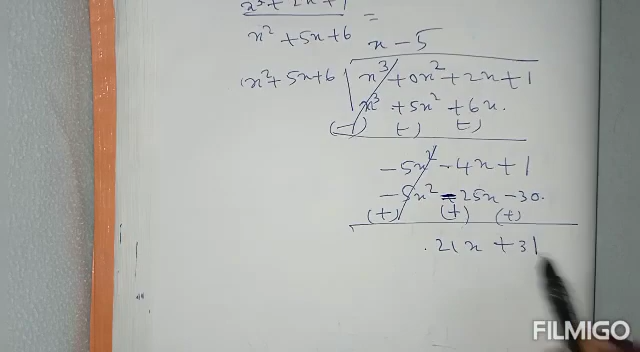 x³ + 2x + 1
x² + 5x + 6 =
x - 5
x² + 5x + 6 x³ + 0x² + 2x + 1
x³ + 5x² + 6x.
(-) (-) (-)
-5x² - 4x + 1
-5x² - 25x - 30.
(+) (+) (+)
21x + 31
FILMIGO